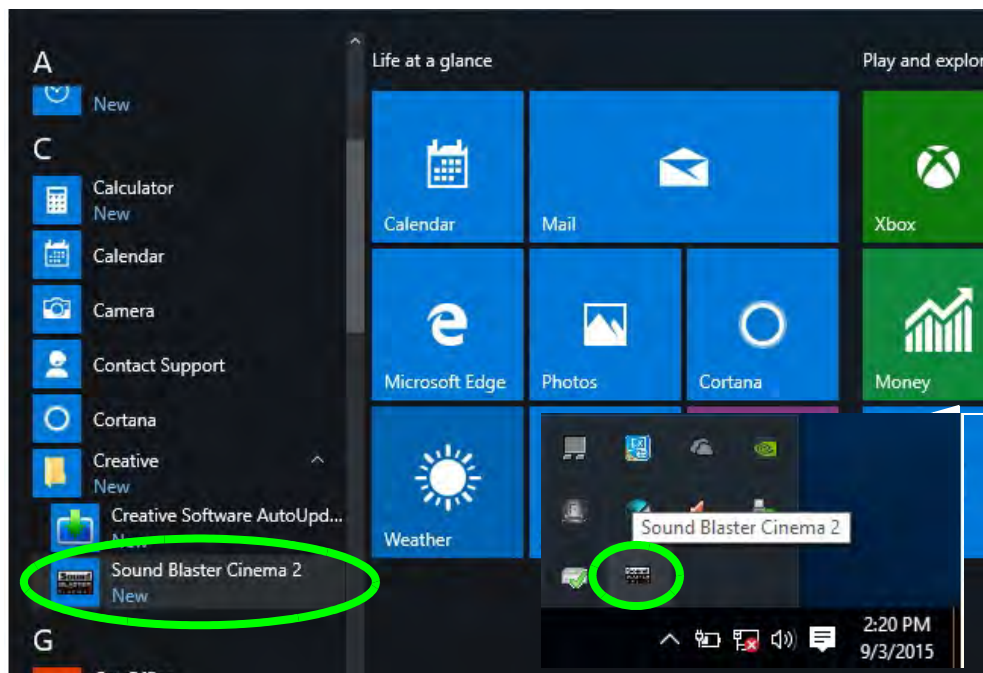 A
New
C
Calculator
New
Calendar
Camera
Contact Support
Cortana
Creative
New
Creative Software AutoUpd...
New
Sound Blaster Cinema 2
New
G
Life at a glance
Calendar
Mail
Microsoft Edge
Photos
Cortana
Weather
Play and explor
Xbox
Money
Sound Blaster Cinema 2
2:20 PM
9/3/2015